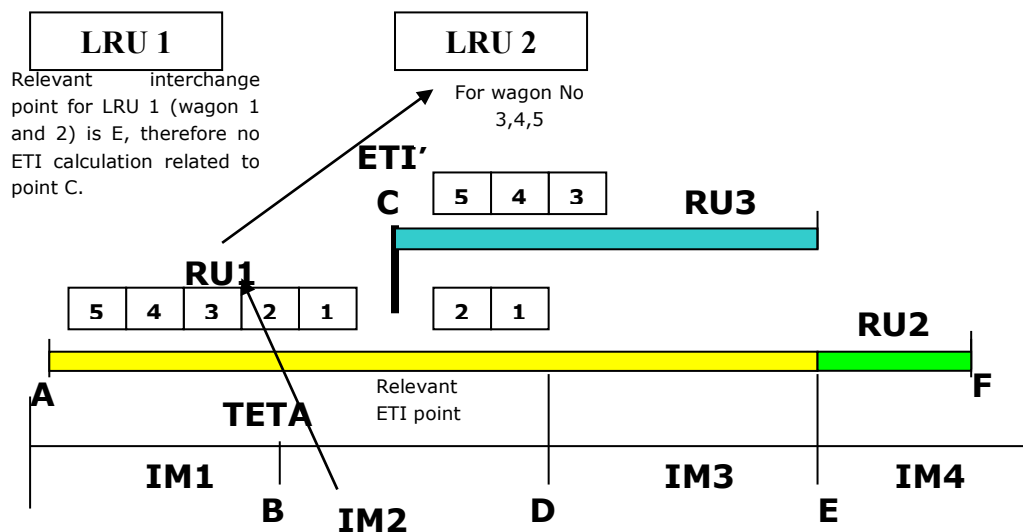 LRU 1
LRU 2
Relevant interchange
point for LRU 1 (wagon 1
and 2) is E, therefore no
ETI calculation related to
point C.
For wagon No
3,4,5
ETI’
C
5 4 3
RU3
RU1
5 4 3 2 1
2 1
RU2
A
Relevant
ETI point
F
TETA
IM1
IM3
IM4
B
IM2
D
E